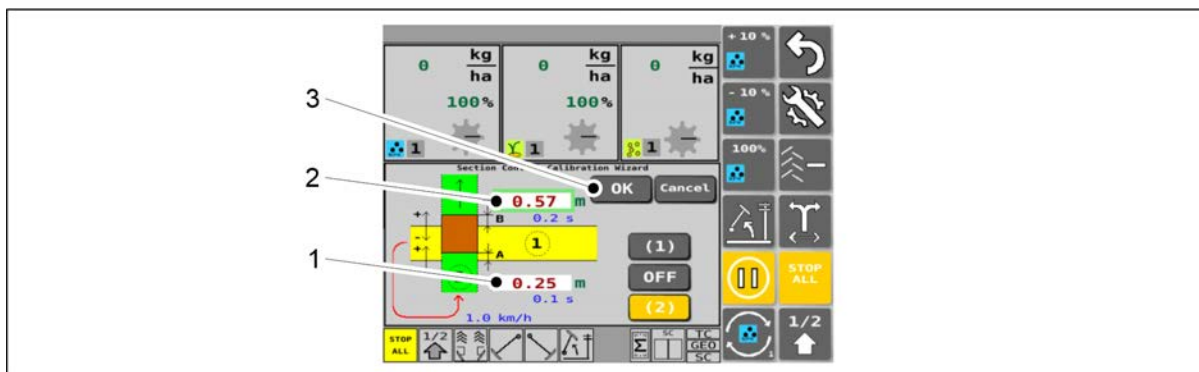 + 10 %
0 kg/ha 0 kg/ha 0 kg/ha
100% 100%
- 10 %
1 1 1
100%
Section Control Calibration Wizard
3
OK Cancel
2
0.57 m
0.2 s
+ B
-
+
1
(1)
A
1
0.25 m
OFF
0.1 s
(2)
STOP
ALL
1.0 km/h
STOP
ALL
1/2
Σ
SC
TC
GEO
SC
1
1/2